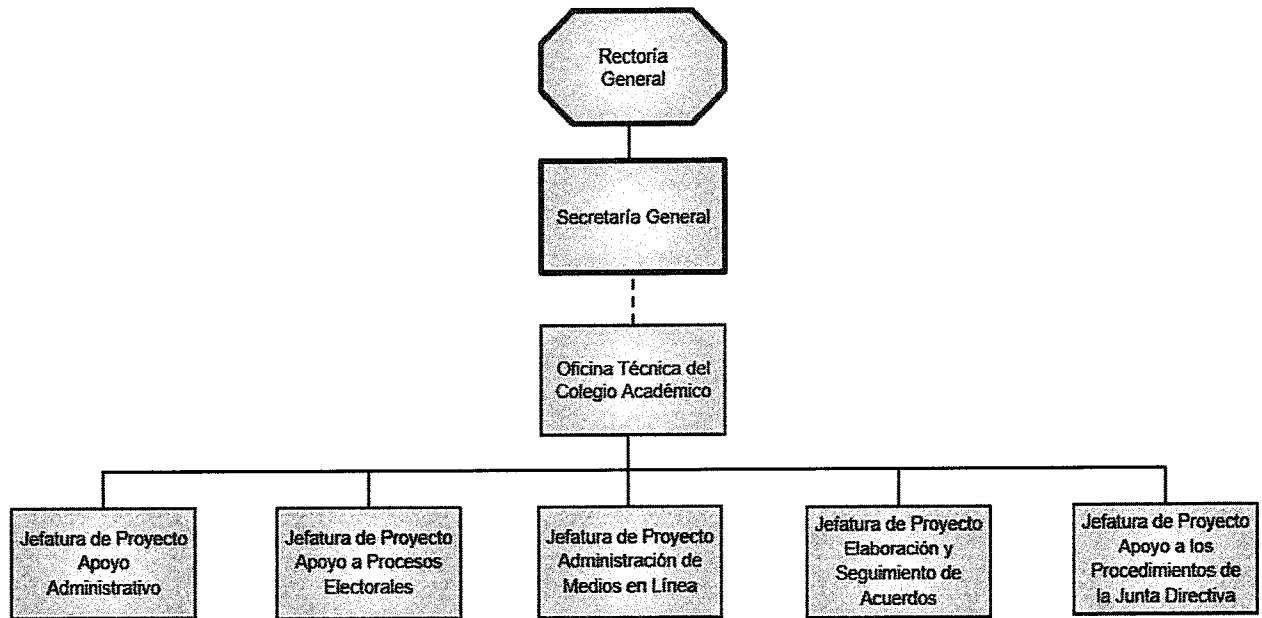 Rectoría
General
Secretaría General
Oficina Técnica del
Colegio Académico
Jefatura de Proyecto
Apoyo
Administrativo
Jefatura de Proyecto
Apoyo a Procesos
Electorales
Jefatura de Proyecto
Administración de
Medios en Línea
Jefatura de Proyecto
Elaboración y
Seguimiento de
Acuerdos
Jefatura de Proyecto
Apoyo a los
Procedimientos de
la Junta Directiva